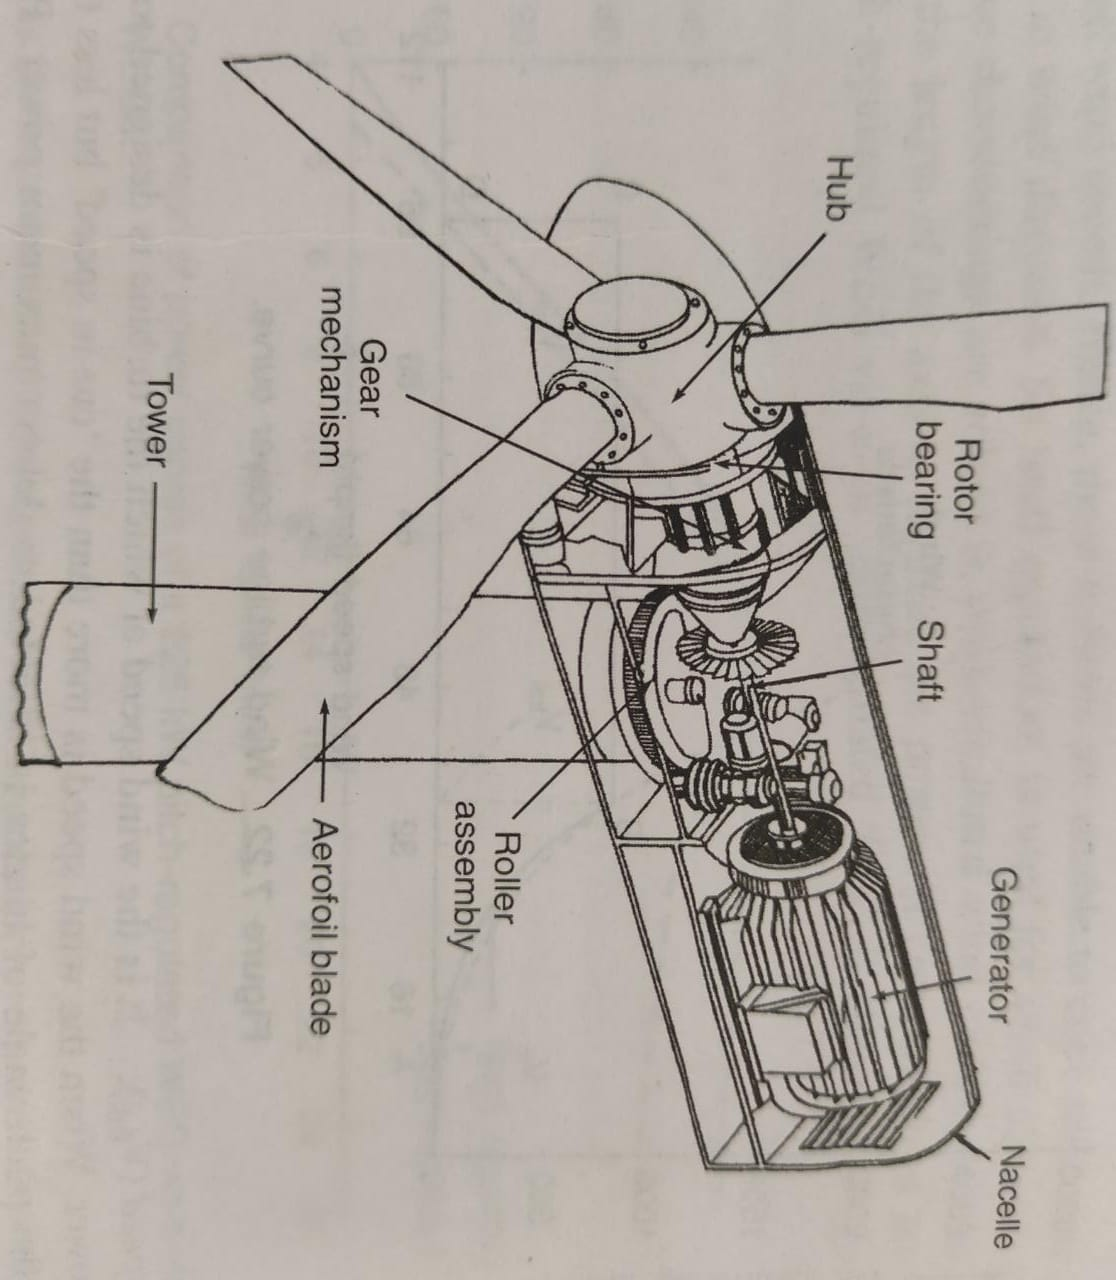 Nacelle
Generator
Rotor
bearing
Shaft
Hub
Roller
assembly
Gear
mechanism
Aerofoil blade
Tower